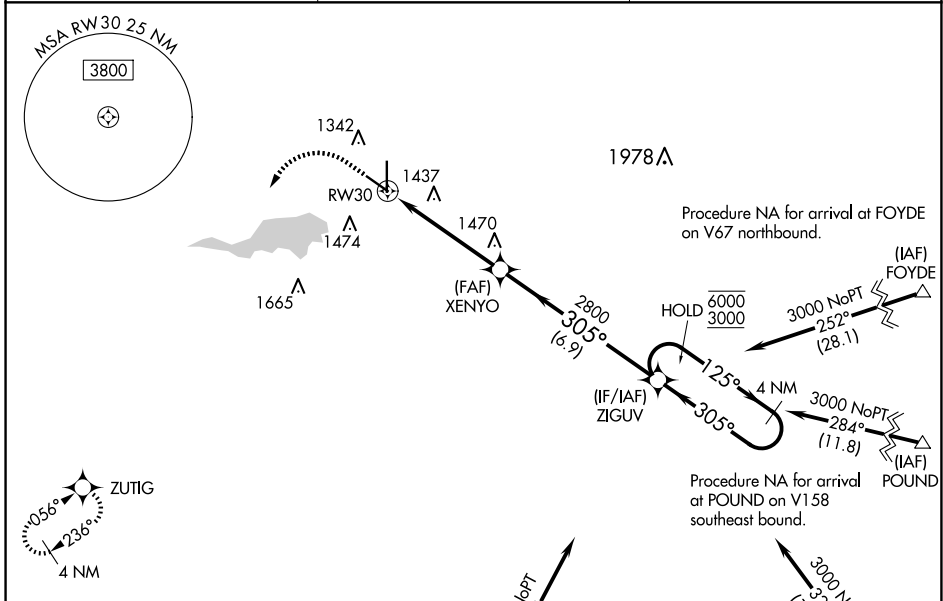 MSA RW30 25 NM
3800
1342
RW30
1437
1474
1665
1470
1978
Procedure NA for arrival at FOYDE
on V67 northbound.
(IAF)
FOYDE
3000 NoPT
252°
(28.1)
(FAF)
XENYO
2800
305°
(6.9)
HOLD
6000
3000
125°
4 NM
305°
(IF/IAF)
ZIGUV
3000 NoPT
284°
(11.8)
(IAF)
POUND
Procedure NA for arrival
at POUND on V158
southeast bound.
ZUTIG
056°
236°
4 NM
NoPT
3000